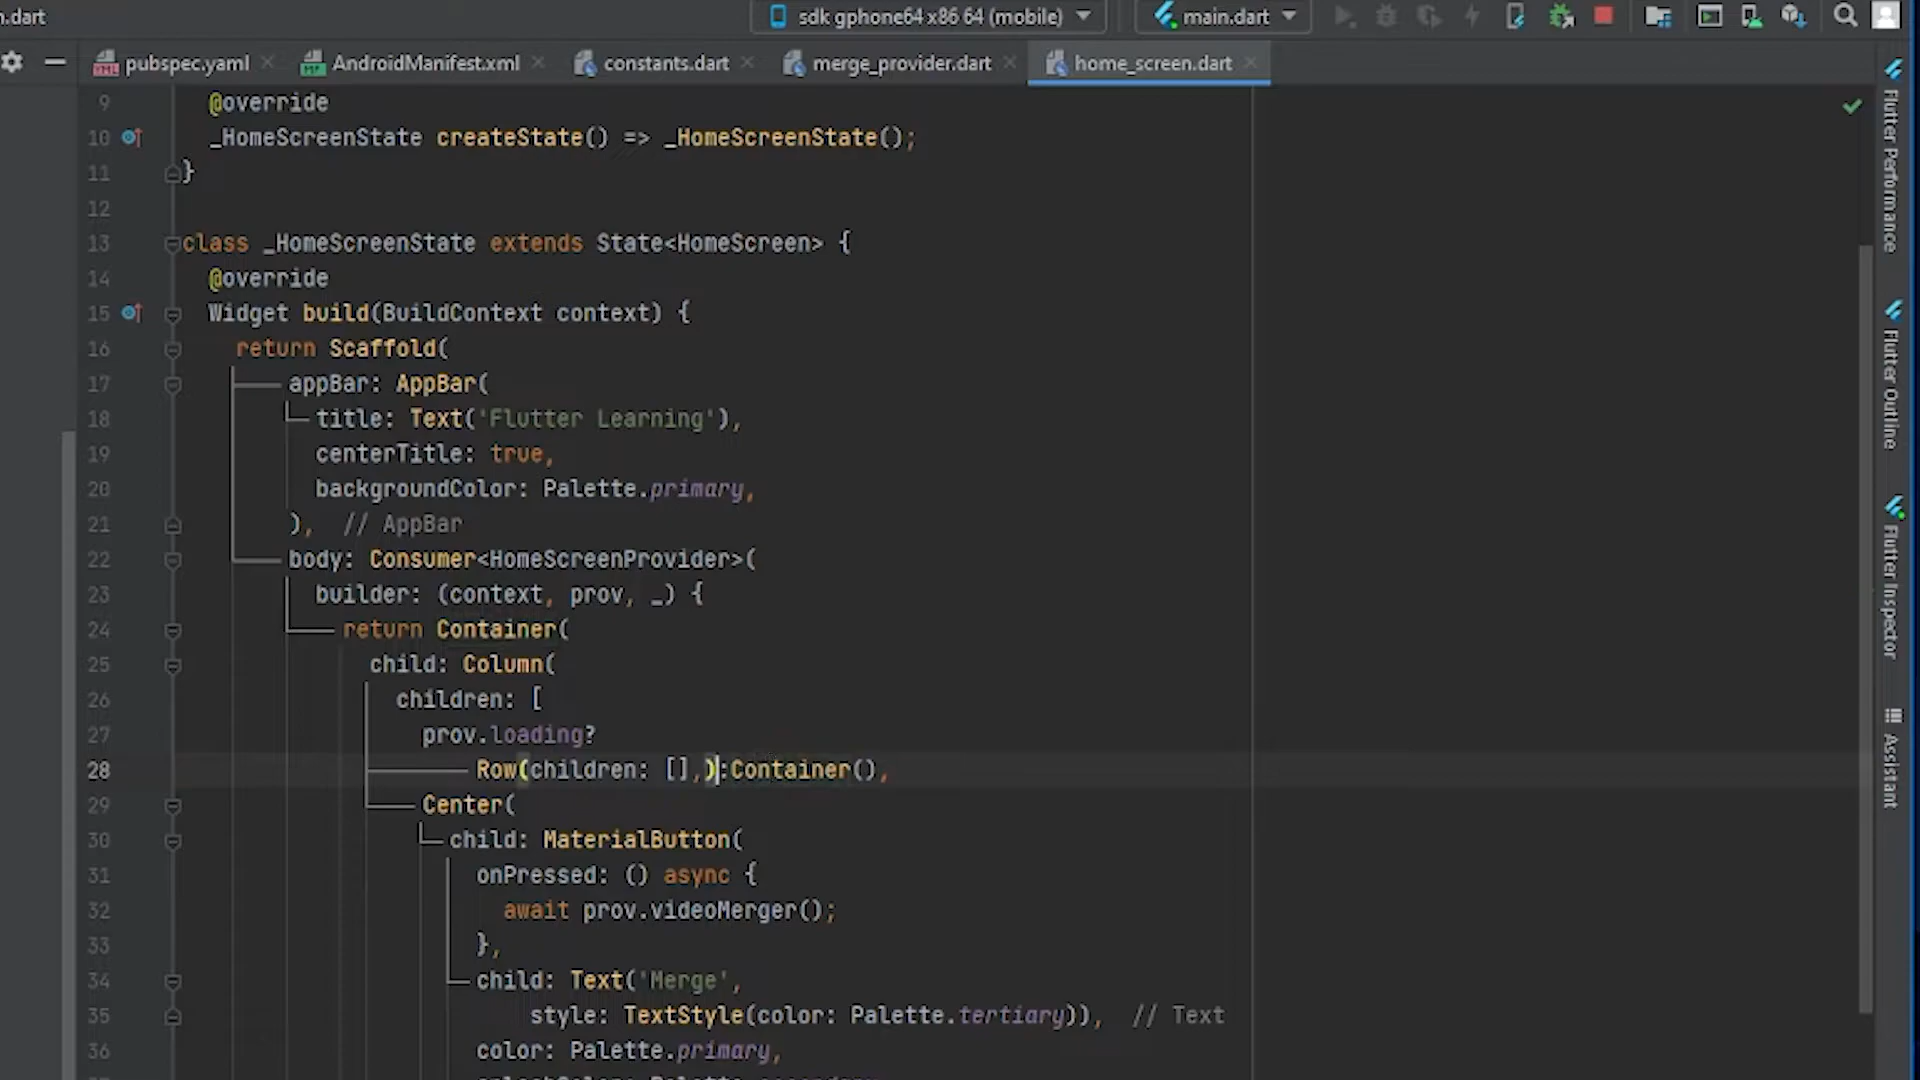 n.dart
sdk gphone64 x86 64 (mobile)
main.dart
pubspec.yaml
AndroidManifest.xml
constants.dart
merge_provider.dart
home_screen.dart
9 @override
10 _HomeScreenState createState() => _HomeScreenState();
11 }
12
13 class _HomeScreenState extends State<HomeScreen> {
14 @override
15 Widget build(BuildContext context) {
16 return Scaffold(
17 appBar: AppBar(
18 title: Text('Flutter Learning'),
19 centerTitle: true,
20 backgroundColor: Palette.primary,
21 ), // AppBar
22 body: Consumer<HomeScreenProvider>(
23 builder: (context, prov, _) {
24 return Container(
25 child: Column(
26 children: [
27 prov.loading?
28 Row(children: [],):Container(),
29 Center(
30 child: MaterialButton(
31 onPressed: () async {
32 await prov.videoMerger();
33 },
34 child: Text('Merge',
35 style: TextStyle(color: Palette.tertiary)), // Text
36 color: Palette.primary,
Flutter Performance
Flutter Outline
Flutter Inspector
Assistant